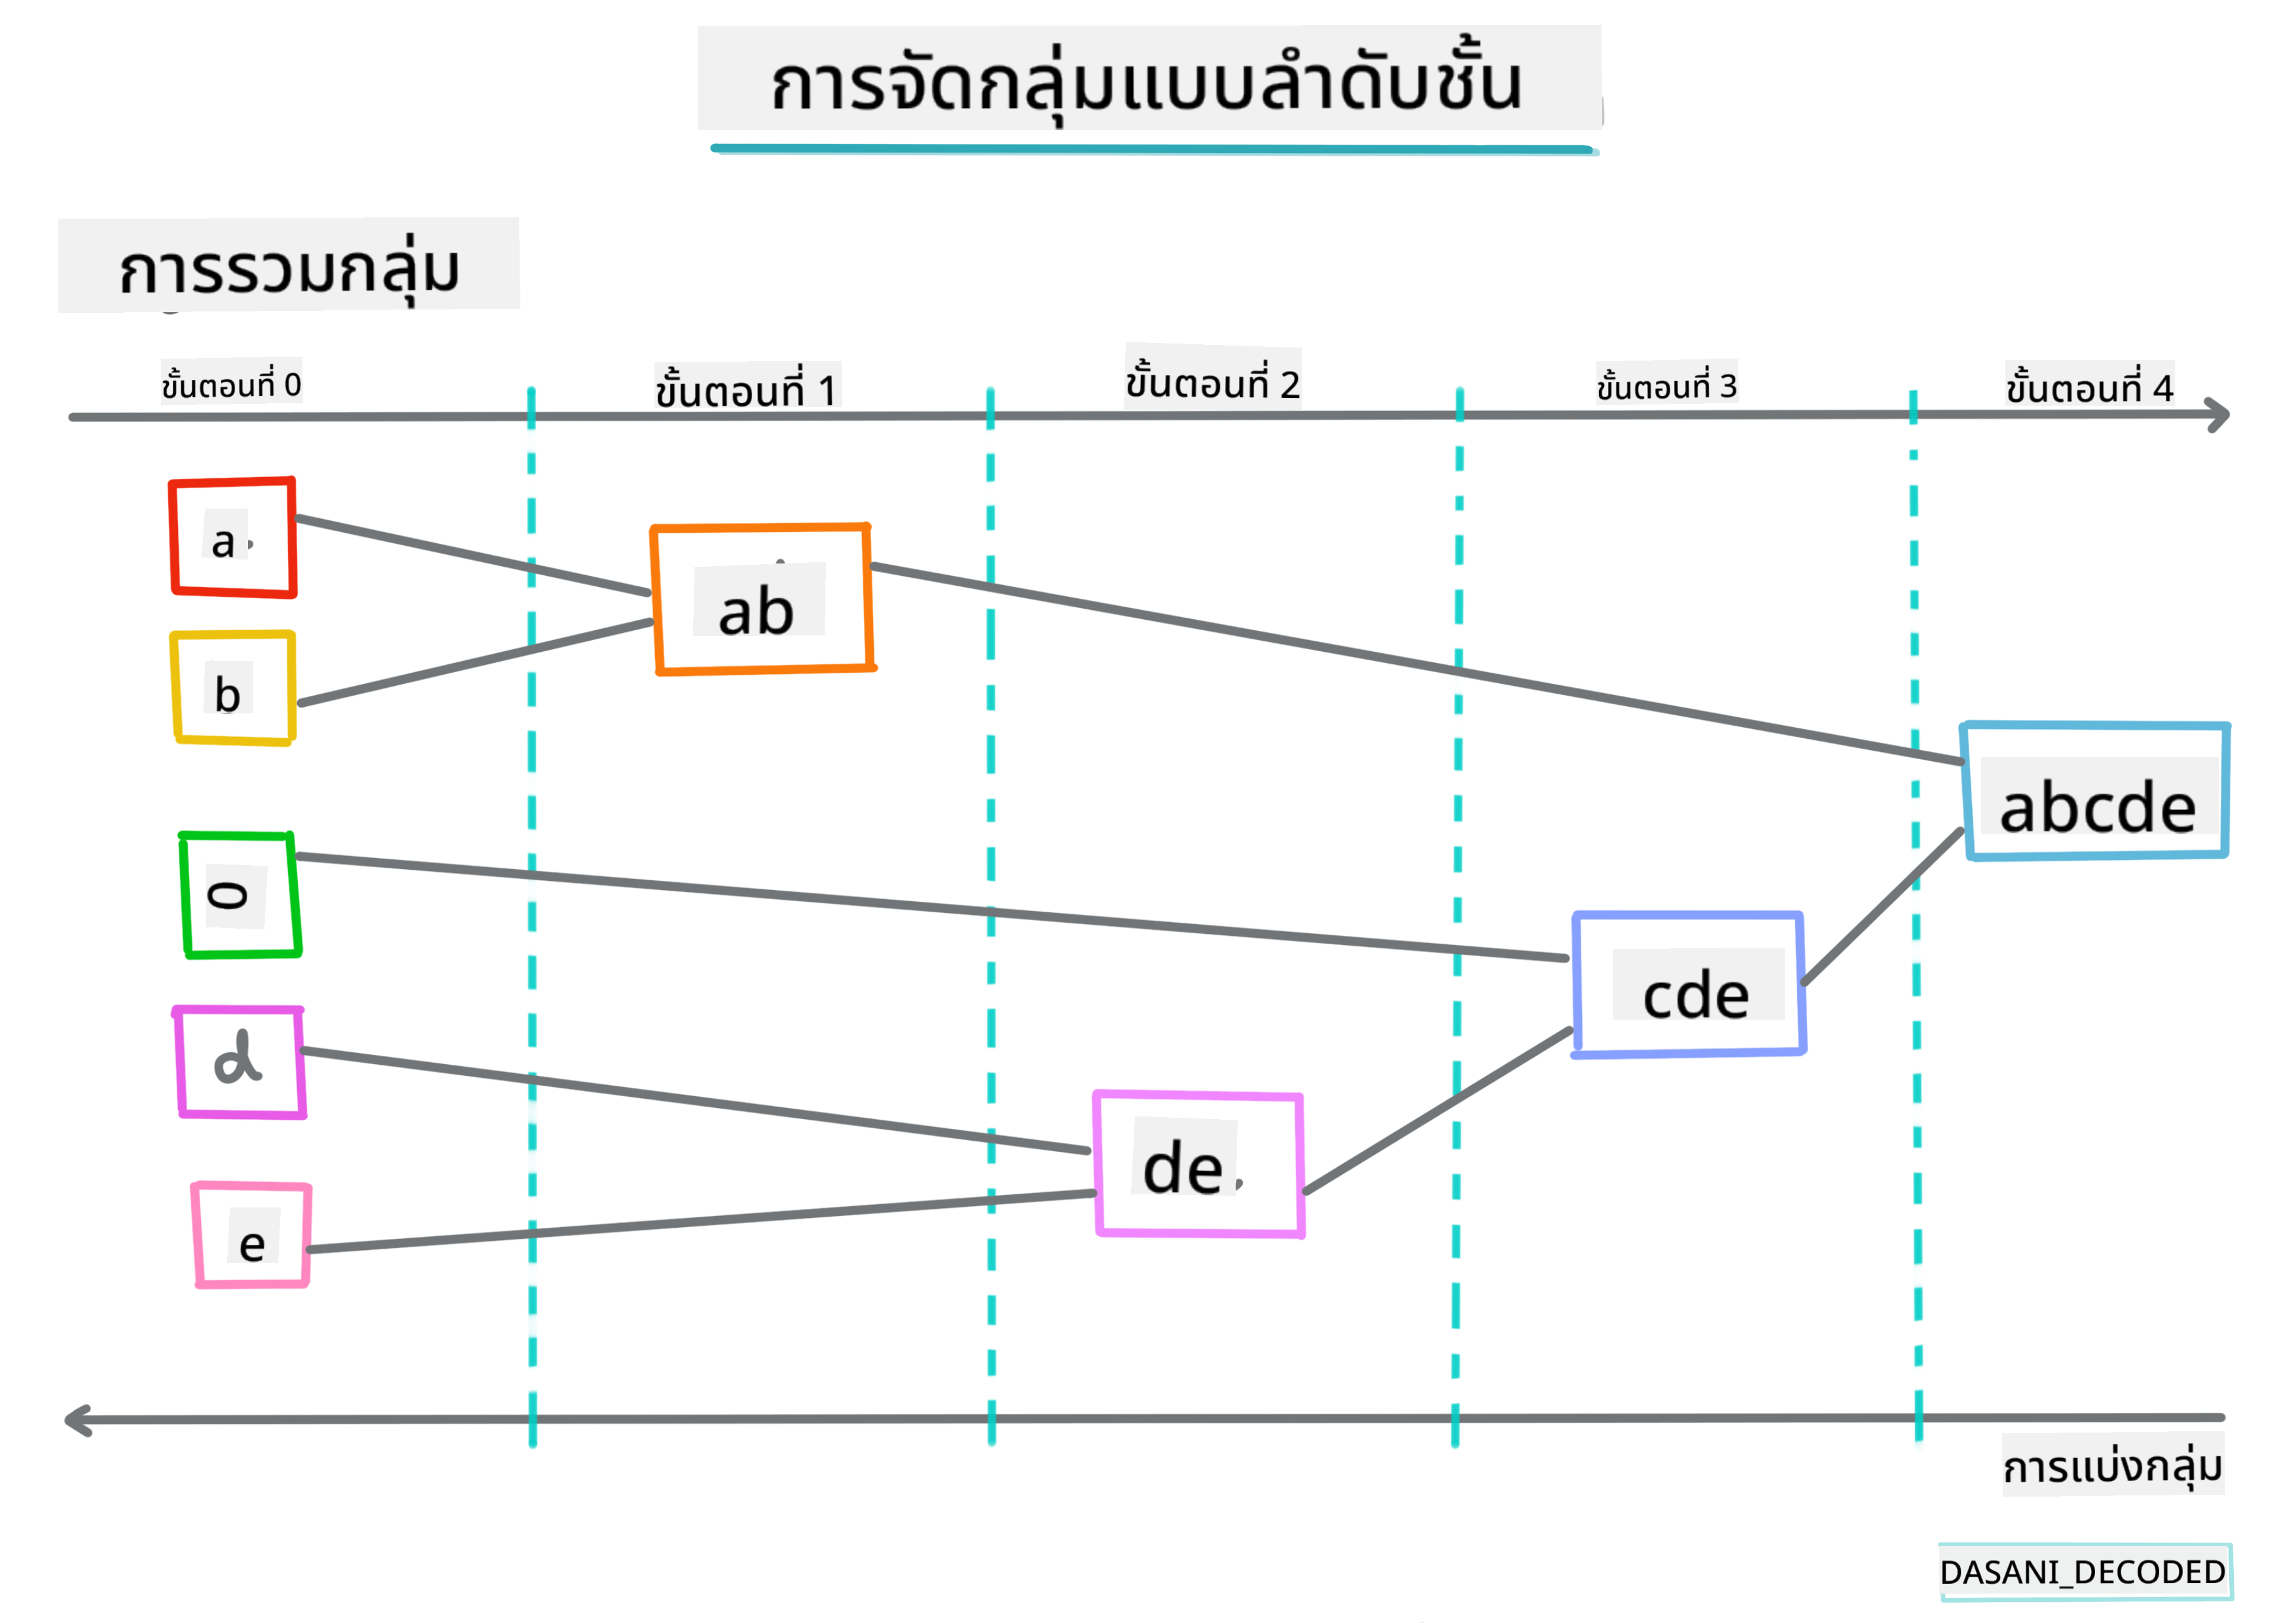 การจัดกลุ่มแบบลำดับชั้น
การรวมกลุ่ม
ขั้นตอนที่ 0 ขั้นตอนที่ 1 ขั้นตอนที่ 2 ขั้นตอนที่ 3 ขั้นตอนที่ 4
a
ab
b
abcde
0
cde
d
de
e
การแบ่งกลุ่ม
DASANI_DECODED